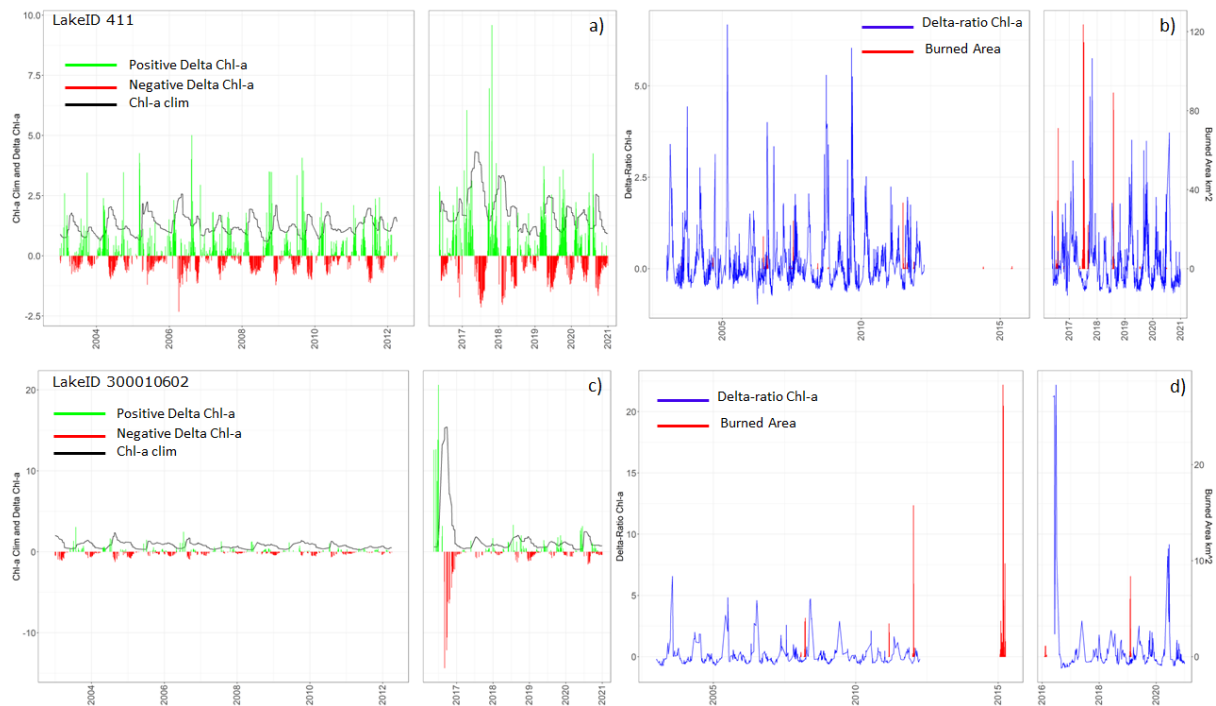 LakeID 411
a)
Positive Delta Chl-a
Negative Delta Chl-a
Chl-a clim
Chl-a Clim and Delta Chl-a
10.0
7.5
5.0
2.5
0.0
-2.5
2004
2006
2008
2010
2012
2017
2018
2019
2020
2021
b)
Delta-ratio Chl-a
Burned Area
Delta-Ratio Chl-a
5.0
2.5
0.0
2005
2010
2015
2017
2018
2019
2020
2021
120
80
40
0
Burned Area km^2
LakeID 300010602
c)
Positive Delta Chl-a
Negative Delta Chl-a
Chl-a clim
Chl-a Clim and Delta Chl-a
20
10
0
-10
2004
2006
2008
2010
2012
2017
2018
2019
2020
2021
d)
Delta-ratio Chl-a
Burned Area
Delta-Ratio Chl-a
20
15
10
5
0
2005
2010
2015
2016
2018
2020
20
10
0
Burned Area km^2